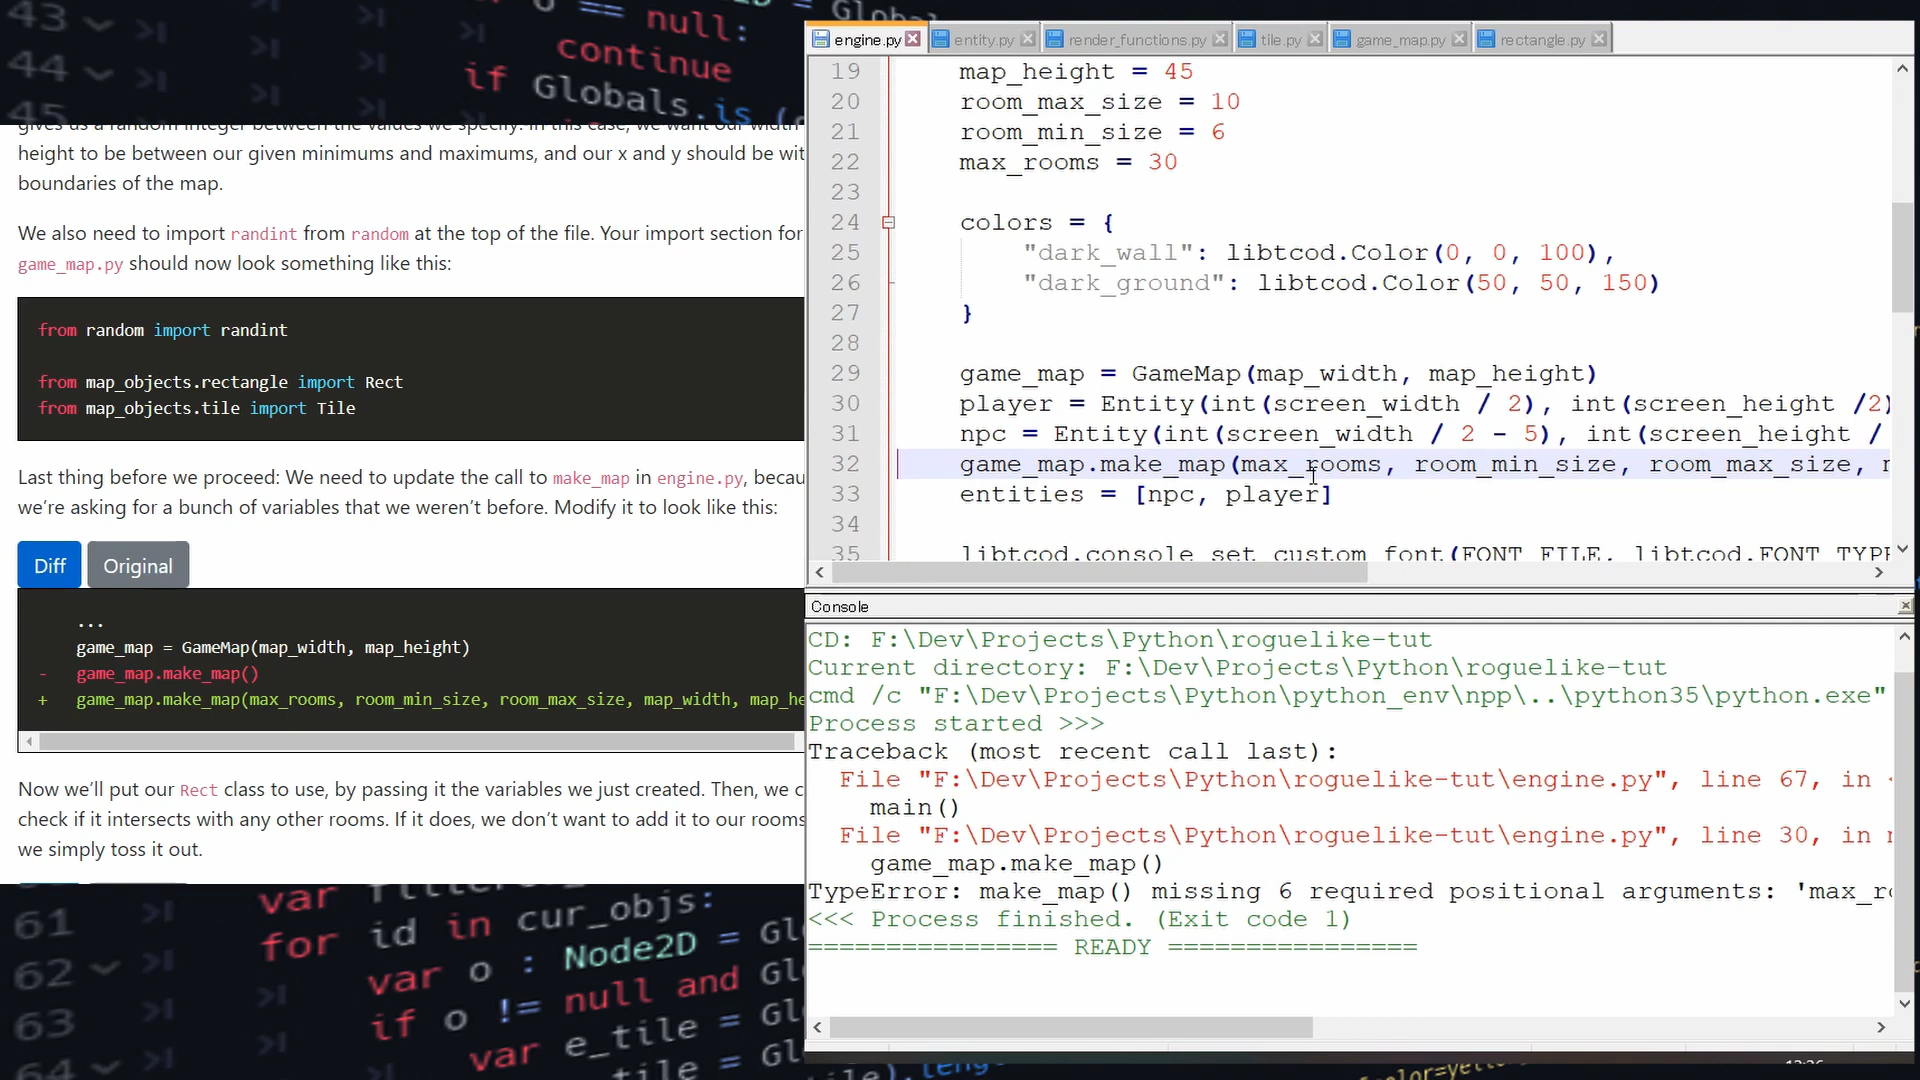 43
44
45
o == null:
continue
if Globals.is
gives us a random integer between the values we specify. In this case, we want our width
height to be between our given minimums and maximums, and our x and y should be wit
boundaries of the map.
We also need to import randint from random at the top of the file. Your import section for
game_map.py should now look something like this:
from random import randint
from map_objects.rectangle import Rect
from map_objects.tile import Tile
Last thing before we proceed: We need to update the call to make_map in engine.py, becau
we're asking for a bunch of variables that we weren't before. Modify it to look like this:
Diff Original
...
game_map = GameMap(map_width, map_height)
- game_map.make_map()
+ game_map.make_map(max_rooms, room_min_size, room_max_size, map_width, map_he
Now we'll put our Rect class to use, by passing it the variables we just created. Then, we c
check if it intersects with any other rooms. If it does, we don't want to add it to our rooms
we simply toss it out.
61
for id in cur_objs:
62 var o : Node2D = Gl
63 if o != null and Gl
64 var e_tile = Gl
tile = Gl
engine.py entity.py render_functions.py tile.py game_map.py rectangle.py
19 map_height = 45
20 room_max_size = 10
21 room_min_size = 6
22 max_rooms = 30
23
24 colors = {
25 "dark_wall": libtcod.Color(0, 0, 100),
26 "dark_ground": libtcod.Color(50, 50, 150)
27 }
28
29 game_map = GameMap(map_width, map_height)
30 player = Entity(int(screen_width / 2), int(screen_height /2)
31 npc = Entity(int(screen_width / 2 - 5), int(screen_height /
32 game_map.make_map(max_rooms, room_min_size, room_max_size,
33 entities = [npc, player]
34
35 libtcod.console_set_custom_font(FONT_FILE, libtcod.FONT_TYPE
Console
CD: F:\Dev\Projects\Python\roguelike-tut
Current directory: F:\Dev\Projects\Python\roguelike-tut
cmd /c "F:\Dev\Projects\Python\python_env\npp\..\python35\python.exe"
Process started >>>
Traceback (most recent call last):
File "F:\Dev\Projects\Python\roguelike-tut\engine.py", line 67, in <
main()
File "F:\Dev\Projects\Python\roguelike-tut\engine.py", line 30, in
game_map.make_map()
TypeError: make_map() missing 6 required positional arguments: 'max_ro
<<< Process finished. (Exit code 1)
================ READY ================